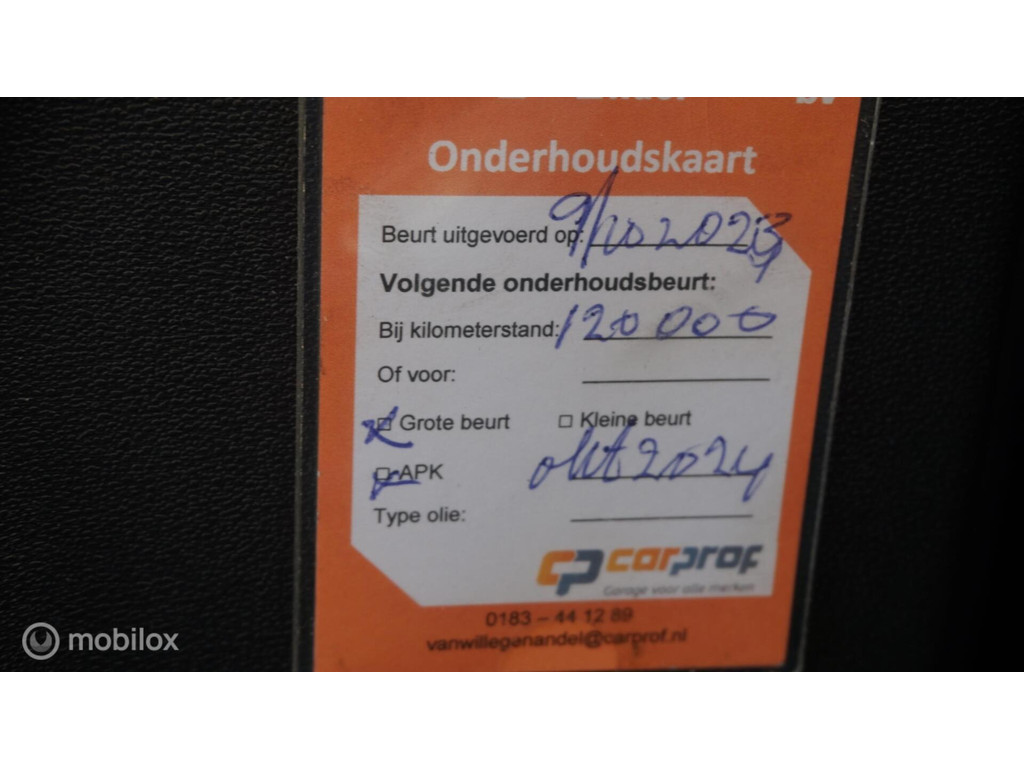 Onderhoudskaart
Beurt uitgevoerd op: 9/10 2023
Volgende onderhoudsbeurt:
Bij kilometerstand: 120 000
Of voor:
Grote beurt Kleine beurt
APK okt 2024
Type olie:
carprof
Garage voor alle merken
0183 – 44 12 89
vanwillegenandel@carprof.nl
mobilox